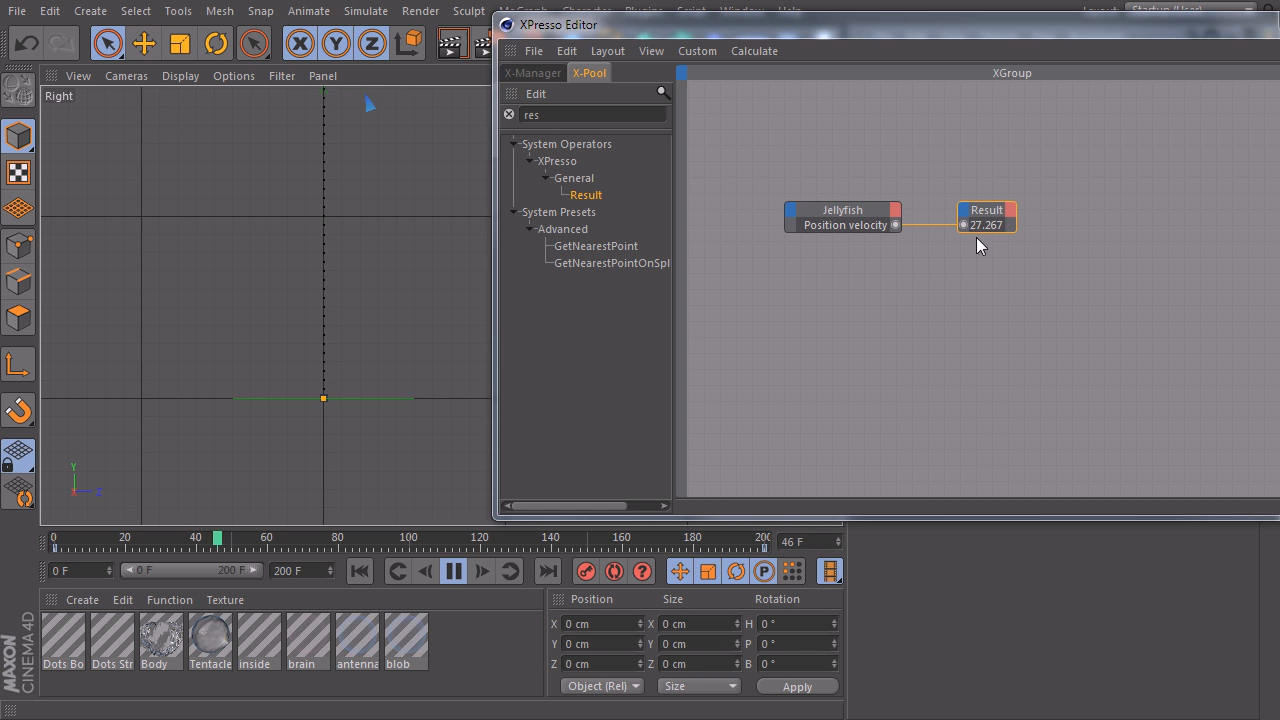 File Edit Create Select Tools Mesh Snap Animate Simulate Render Sculpt
XPresso Editor
File Edit Layout View Custom Calculate
X-Manager X-Pool
XGroup
Edit
res
System Operators
XPresso
General
Result
System Presets
Advanced
GetNearestPoint
GetNearestPointOnSpl
Jellyfish
Position velocity
Result
27.267
View Cameras Display Options Filter Panel
Right
X Y Z
Y
X Z
0 20 40 60 80 100 120 140 160 180 200
46 F
0 F
0 F 200 F
200 F
P
Create Edit Function Texture
Dots Bo Dots Str Body Tentacle inside brain antenna blob
Position Size Rotation
X 0 cm X 0 cm H 0 °
Y 0 cm Y 0 cm P 0 °
Z 0 cm Z 0 cm B 0 °
Object (Rel) Size Apply
MAXON
CINEMA 4D